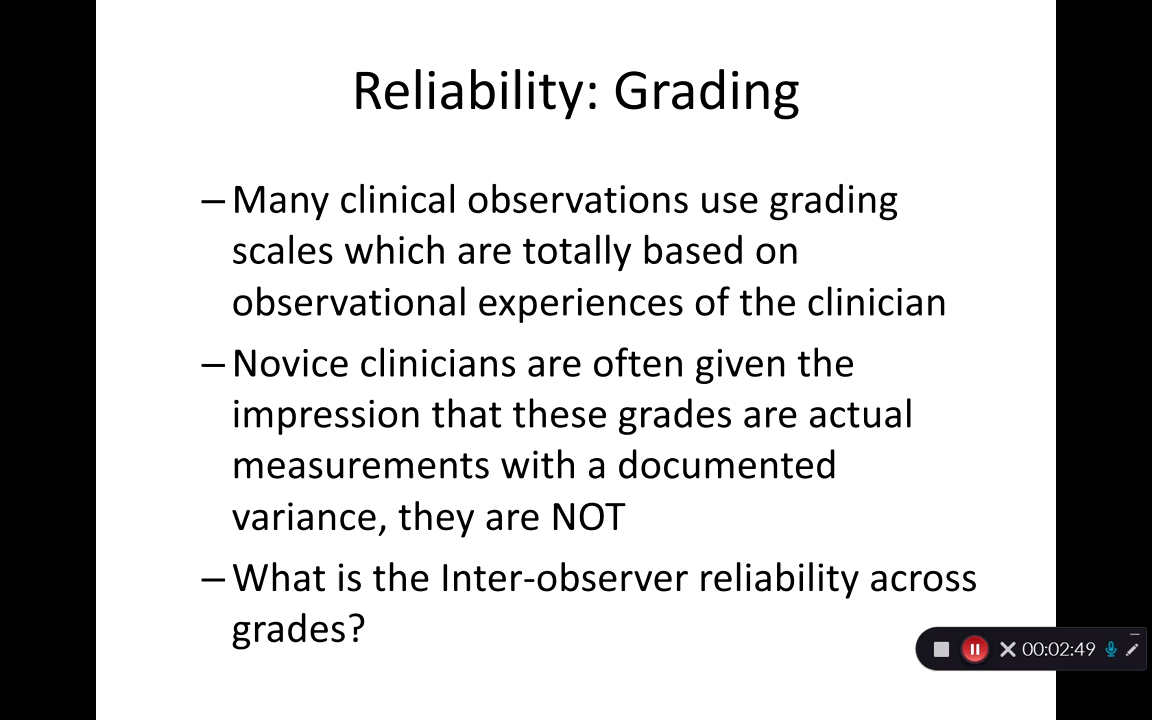 Reliability: Grading
– Many clinical observations use grading
scales which are totally based on
observational experiences of the clinician
– Novice clinicians are often given the
impression that these grades are actual
measurements with a documented
variance, they are NOT
– What is the Inter-observer reliability across
grades?
00:02:49